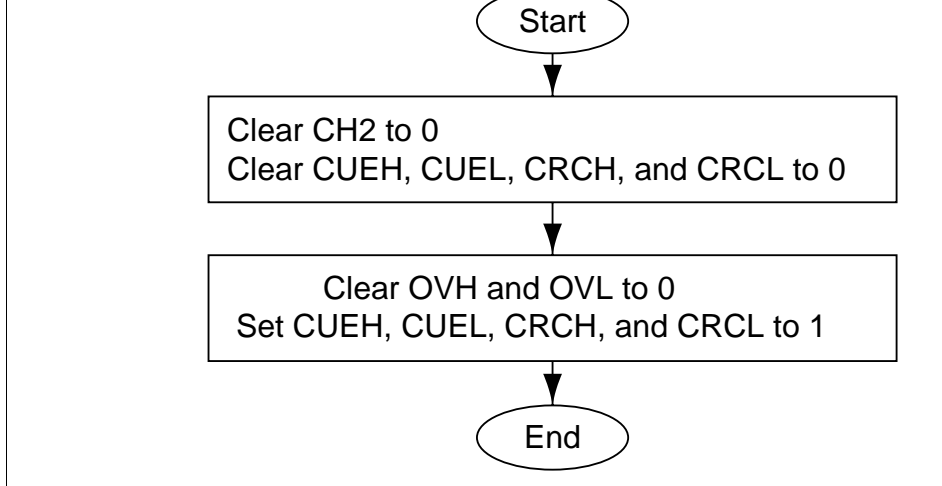 Start
Clear CH2 to 0
Clear CUEH, CUEL, CRCH, and CRCL to 0
Clear OVH and OVL to 0
Set CUEH, CUEL, CRCH, and CRCL to 1
End